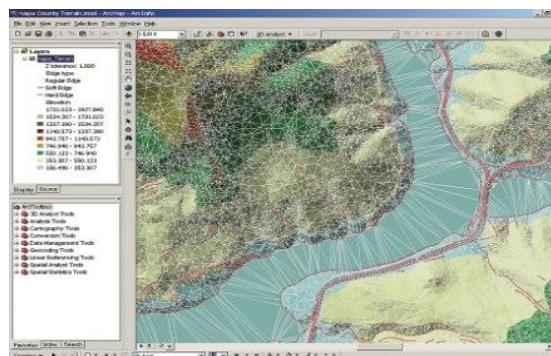 Napa County Terrain.mxd - ArcMap - ArcInfo
File Edit View Insert Selection Tools Window Help
3D Analyst
Layers
Napa_Terrain
Z tolerance: 1.000
Edge type
Regular Edge
Soft Edge
Hard Edge
Elevation
1731.023 - 1927.840
1534.207 - 1731.023
1337.390 - 1534.207
1140.573 - 1337.390
943.757 - 1140.573
746.940 - 943.757
550.123 - 746.940
353.307 - 550.123
156.490 - 353.307
Display Source
ArcToolbox
3D Analyst Tools
Analysis Tools
Cartography Tools
Conversion Tools
Data Management Tools
Geocoding Tools
Linear Referencing Tools
Spatial Analyst Tools
Spatial Statistics Tools
Favorites Index Search